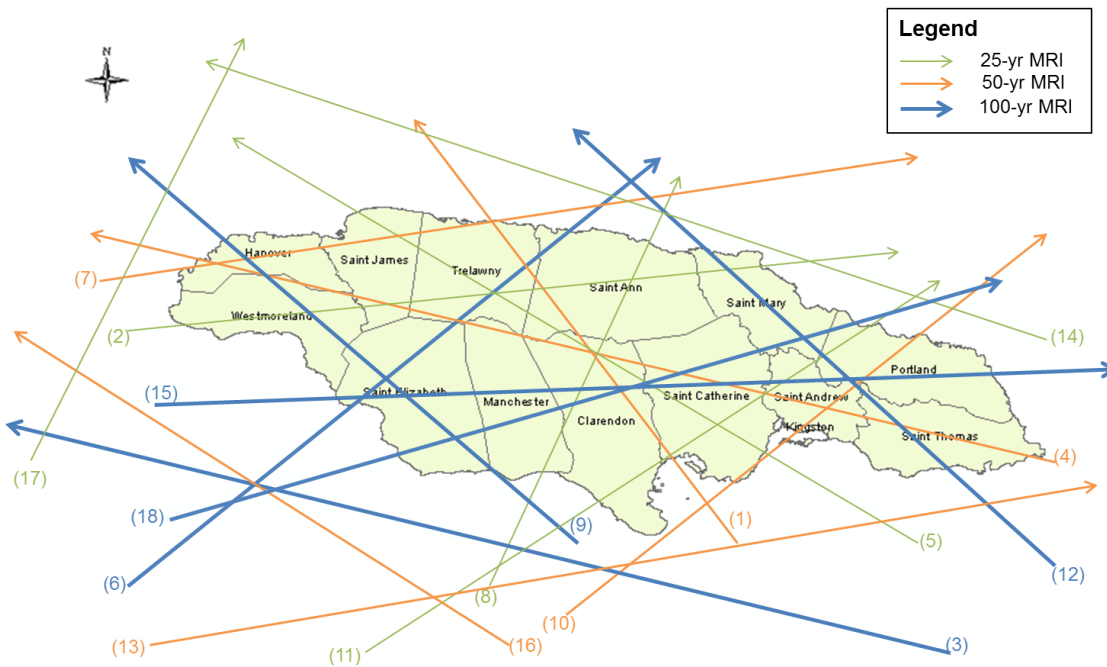 Legend
25-yr MRI
50-yr MRI
100-yr MRI
N
Hanover
Saint James
Trelawny
(7)
Saint Ann
Saint Mary
Westmoreland
(2)
(14)
Portland
(15)
Saint Elizabeth
Manchester
Saint Catherine
Saint Andrew
Clarendon
Kingston
Saint Thomas
(17)
(4)
(18)
(9)
(1)
(5)
(6)
(8)
(12)
(10)
(13)
(11)
(16)
(3)